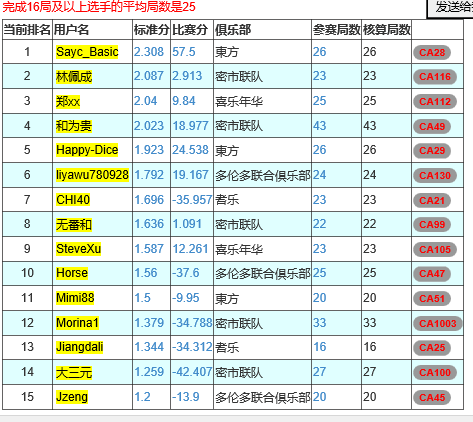 完成16局及以上选手的平均局数是25
发送给
当前排名 用户名 标准分 比赛分 俱乐部 参赛局数 核算局数
1 Sayc_Basic 2.308 57.5 東方 26 26 CA28
2 林佩成 2.087 2.913 密市联队 23 23 CA116
3 郑xx 2.04 9.84 喜乐年华 25 25 CA112
4 和为贵 2.023 18.977 密市联队 43 43 CA49
5 Happy-Dice 1.923 24.538 東方 26 26 CA29
6 liyawu780928 1.792 19.167 多伦多联合俱乐部 24 24 CA130
7 CHI40 1.696 -35.957 耆乐 23 23 CA21
8 无番和 1.636 1.091 密市联队 22 22 CA99
9 SteveXu 1.587 12.261 喜乐年华 23 23 CA105
10 Horse 1.56 -37.6 多伦多联合俱乐部 25 25 CA47
11 Mimi88 1.5 -9.95 東方 20 20 CA51
12 Morina1 1.379 -34.788 密市联队 33 33 CA1003
13 Jiangdali 1.344 -34.312 耆乐 16 16 CA25
14 大三元 1.259 -42.407 密市联队 27 27 CA100
15 Jzeng 1.2 -13.9 多伦多联合俱乐部 20 20 CA45